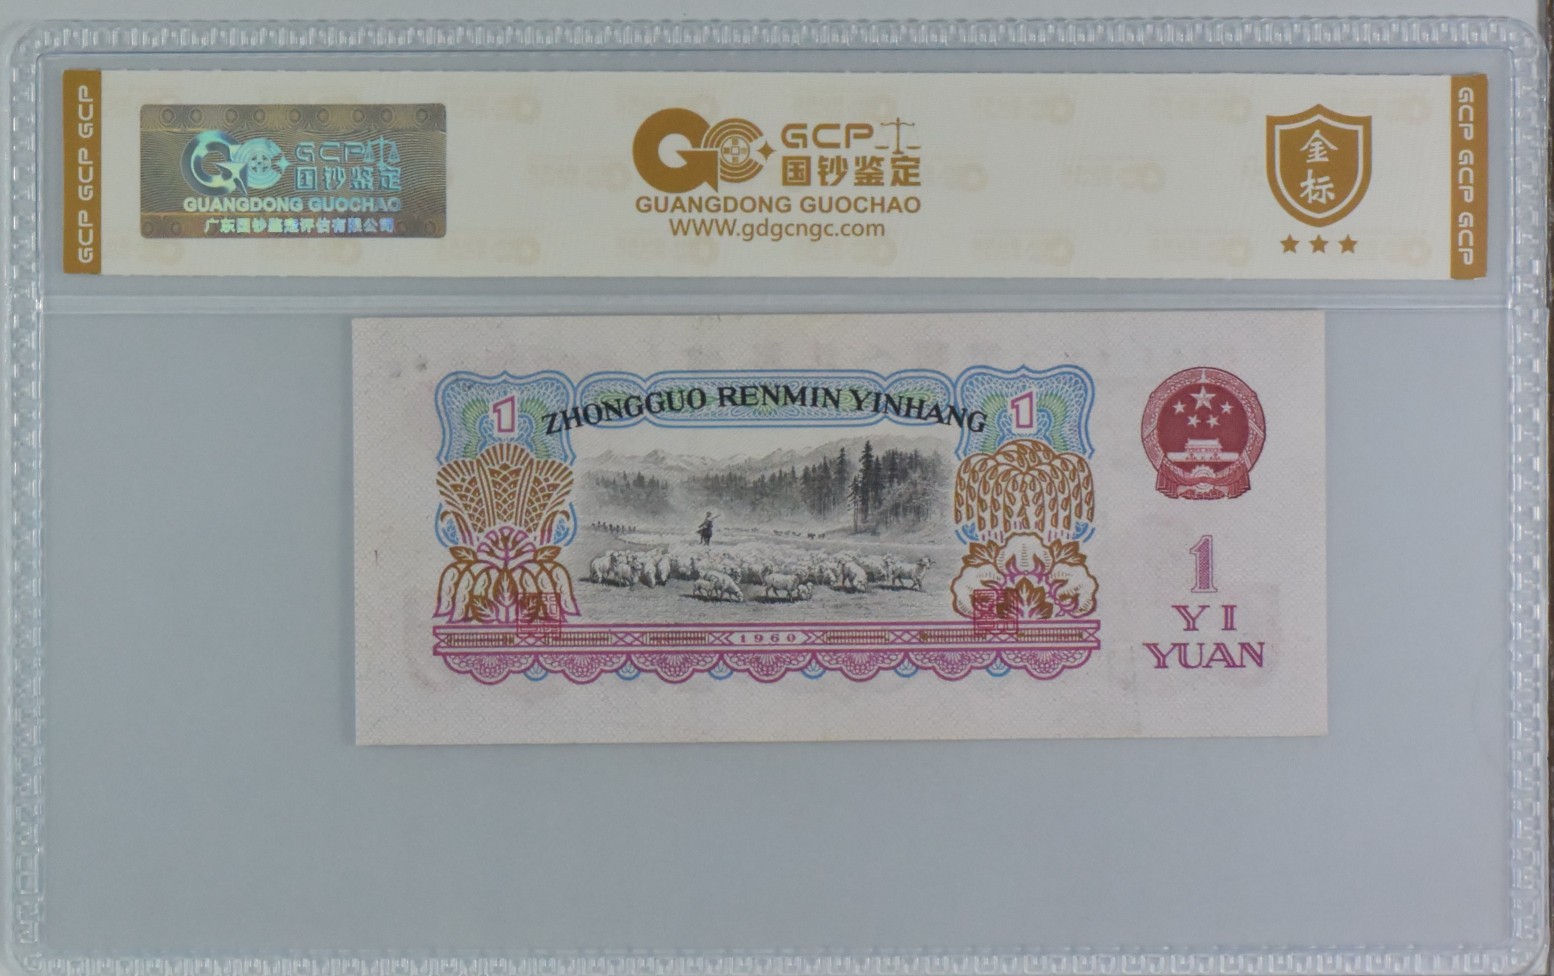 GCP GCP GCP
GCP
国钞鉴定
GUANGDONG GUOCHAO
广东国钞鉴定评估有限公司
GCP
国钞鉴定
GUANGDONG GUOCHAO
WWW.gdgcngc.com
金标
GCP GCP GCP
ZHONGGUO RENMIN YINHANG
1
1
1960
1
YI
YUAN